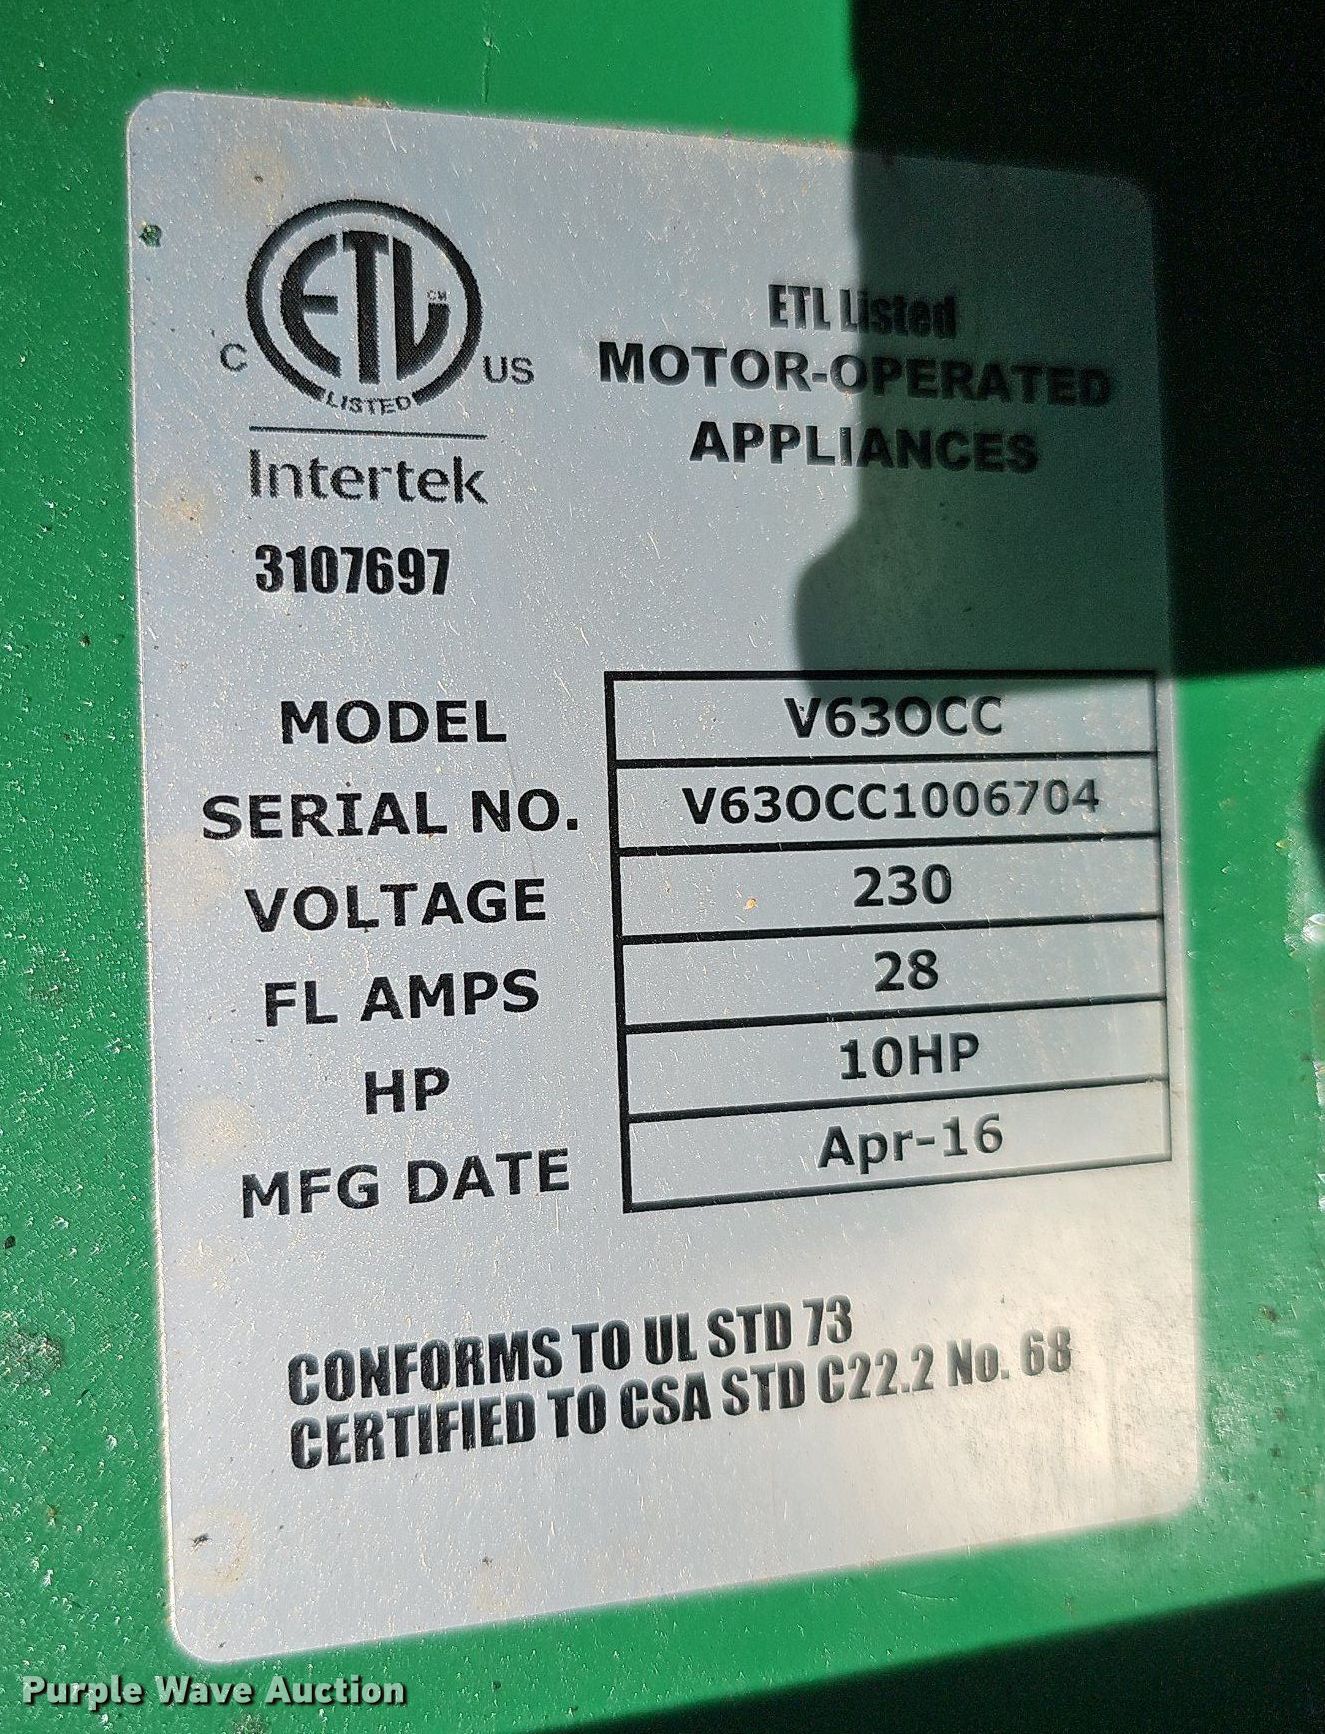 ETL CM
C US
LISTED
Intertek
3107697
ETL Listed
MOTOR-OPERATED
APPLIANCES
MODEL V63OCC
SERIAL NO. V63OCC1006704
VOLTAGE 230
FL AMPS 28
HP 10HP
MFG DATE Apr-16
CONFORMS TO UL STD 73
CERTIFIED TO CSA STD C22.2 No. 68
Purple Wave Auction